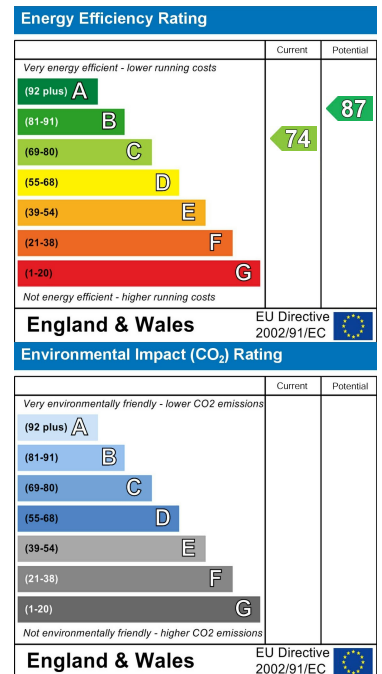 Energy Efficiency Rating
Current Potential
Very energy efficient - lower running costs
(92 plus) A
(81-91) B
87
(69-80) C
74
(55-68) D
(39-54) E
(21-38) F
(1-20) G
Not energy efficient - higher running costs
England & Wales
EU Directive
2002/91/EC
Environmental Impact (CO₂) Rating
Current Potential
Very environmentally friendly - lower CO2 emissions
(92 plus) A
(81-91) B
(69-80) C
(55-68) D
(39-54) E
(21-38) F
(1-20) G
Not environmentally friendly - higher CO2 emissions
England & Wales
EU Directive
2002/91/EC